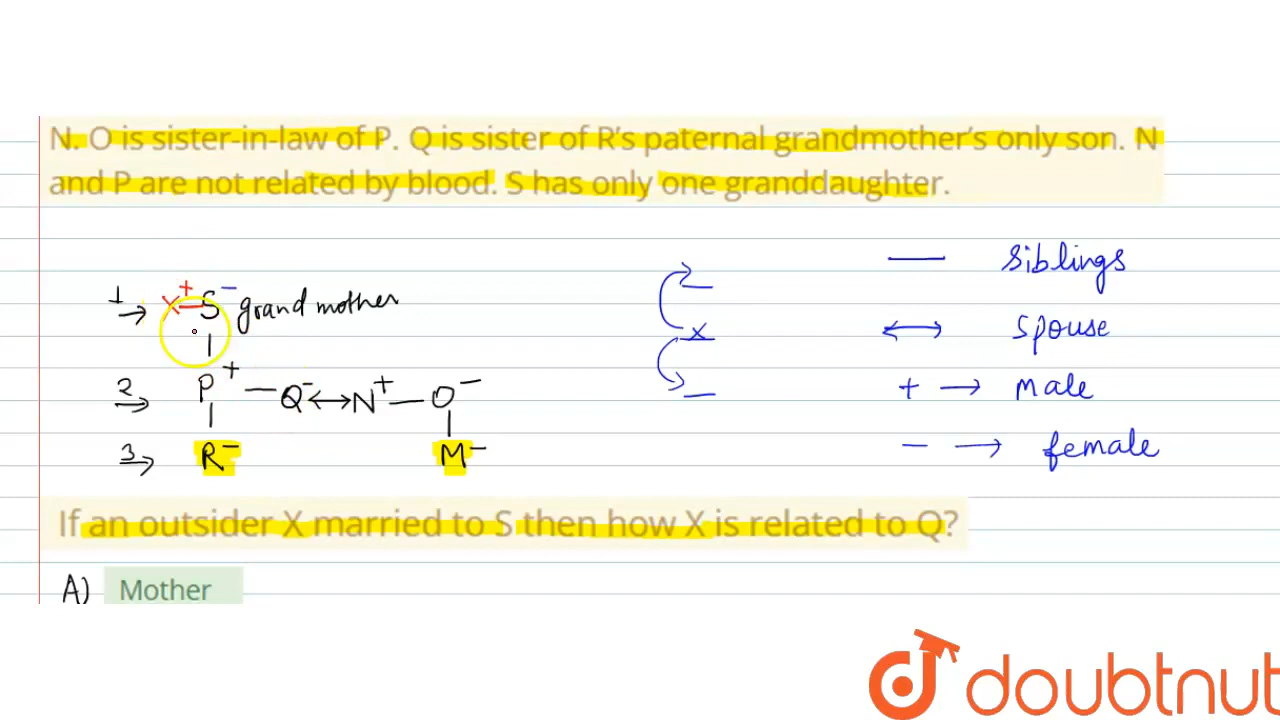 N. O is sister-in-law of P. Q is sister of R's paternal grandmother's only son. N
and P are not related by blood. S has only one granddaughter.
— siblings
1 → X+ — S- grand mother
↔ spouse
x
2 → P+ — Q- ↔ N+ — O-
+ → male
3 → R- M-
- → female
If an outsider X married to S then how X is related to Q?
A) Mother
doubtnut